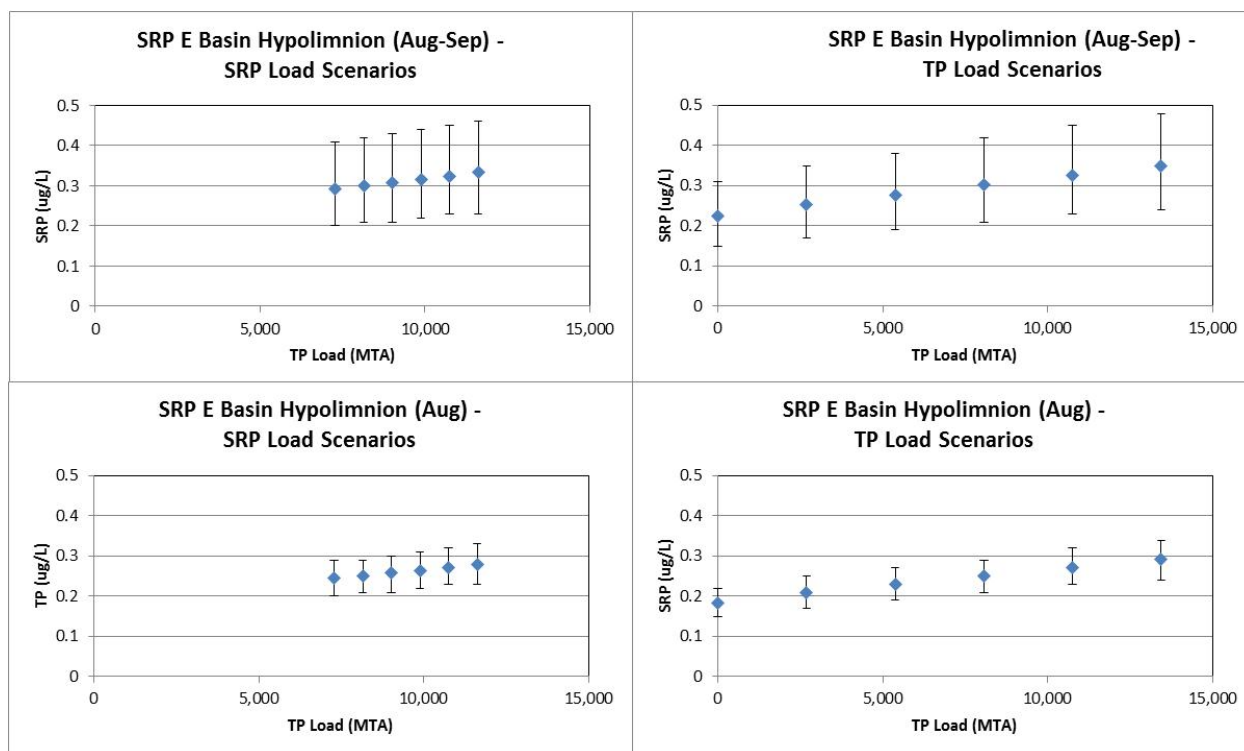 SRP E Basin Hypolimnion (Aug-Sep) -
SRP Load Scenarios
0.5
0.4
0.3
0.2
0.1
0
SRP (ug/L)
0
5,000
10,000
15,000
TP Load (MTA)
SRP E Basin Hypolimnion (Aug-Sep) -
TP Load Scenarios
0.5
0.4
0.3
0.2
0.1
0
SRP (ug/L)
0
5,000
10,000
15,000
TP Load (MTA)
SRP E Basin Hypolimnion (Aug) -
SRP Load Scenarios
0.5
0.4
0.3
0.2
0.1
0
TP (ug/L)
0
5,000
10,000
15,000
TP Load (MTA)
SRP E Basin Hypolimnion (Aug) -
TP Load Scenarios
0.5
0.4
0.3
0.2
0.1
0
SRP (ug/L)
0
5,000
10,000
15,000
TP Load (MTA)